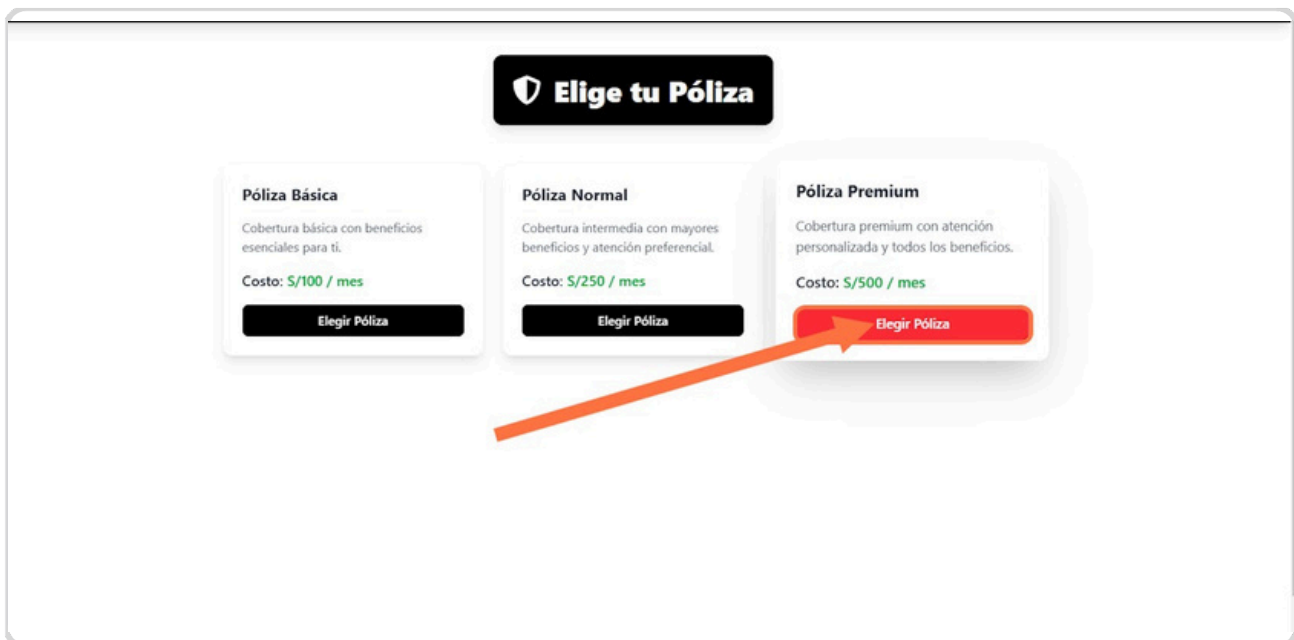 Elige tu Póliza
Póliza Básica
Cobertura básica con beneficios
esenciales para ti.
Costo: S/100 / mes
Elegir Póliza
Póliza Normal
Cobertura intermedia con mayores
beneficios y atención preferencial.
Costo: S/250 / mes
Elegir Póliza
Póliza Premium
Cobertura premium con atención
personalizada y todos los beneficios.
Costo: S/500 / mes
Elegir Póliza